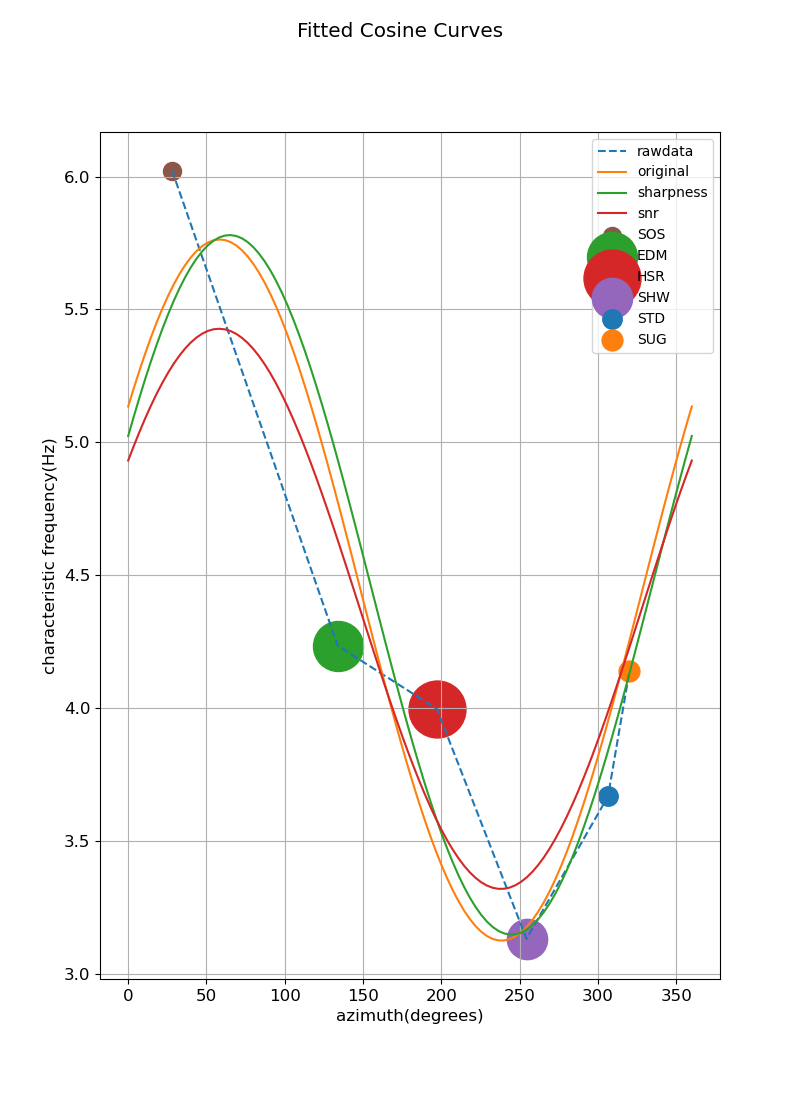 Fitted Cosine Curves
rawdata
original
sharpness
snr
SOS
EDM
HSR
SHW
STD
SUG
6.0
5.5
5.0
4.5
4.0
3.5
3.0
characteristic frequency(Hz)
0 50 100 150 200 250 300 350
azimuth(degrees)